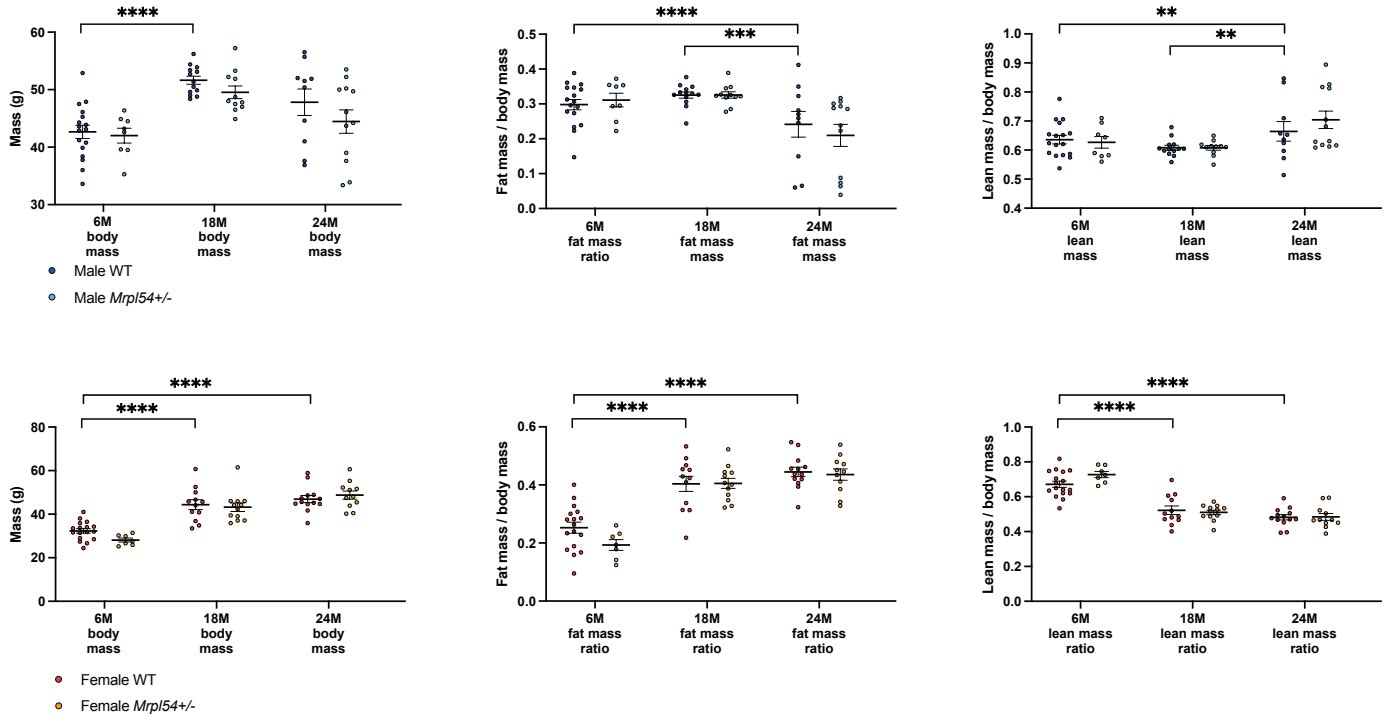 ****
60
50
40
30
Mass (g)
6M
body
mass
18M
body
mass
24M
body
mass
Male WT
Male Mrpl54+/-
****
***
0.5
0.4
0.3
0.2
0.1
0.0
Fat mass / body mass
6M
fat mass
ratio
18M
fat mass
mass
24M
fat mass
mass
**
**
1.0
0.9
0.8
0.7
0.6
0.5
0.4
Lean mass / body mass
6M
lean
mass
18M
lean
mass
24M
lean
mass
****
****
80
60
40
20
0
Mass (g)
6M
body
mass
18M
body
mass
24M
body
mass
Female WT
Female Mrpl54+/-
****
****
0.6
0.4
0.2
0.0
Fat mass / body mass
6M
fat mass
ratio
18M
fat mass
ratio
24M
fat mass
ratio
****
****
1.0
0.8
0.6
0.4
0.2
0.0
Lean mass / body mass
6M
lean mass
ratio
18M
lean mass
ratio
24M
lean mass
ratio